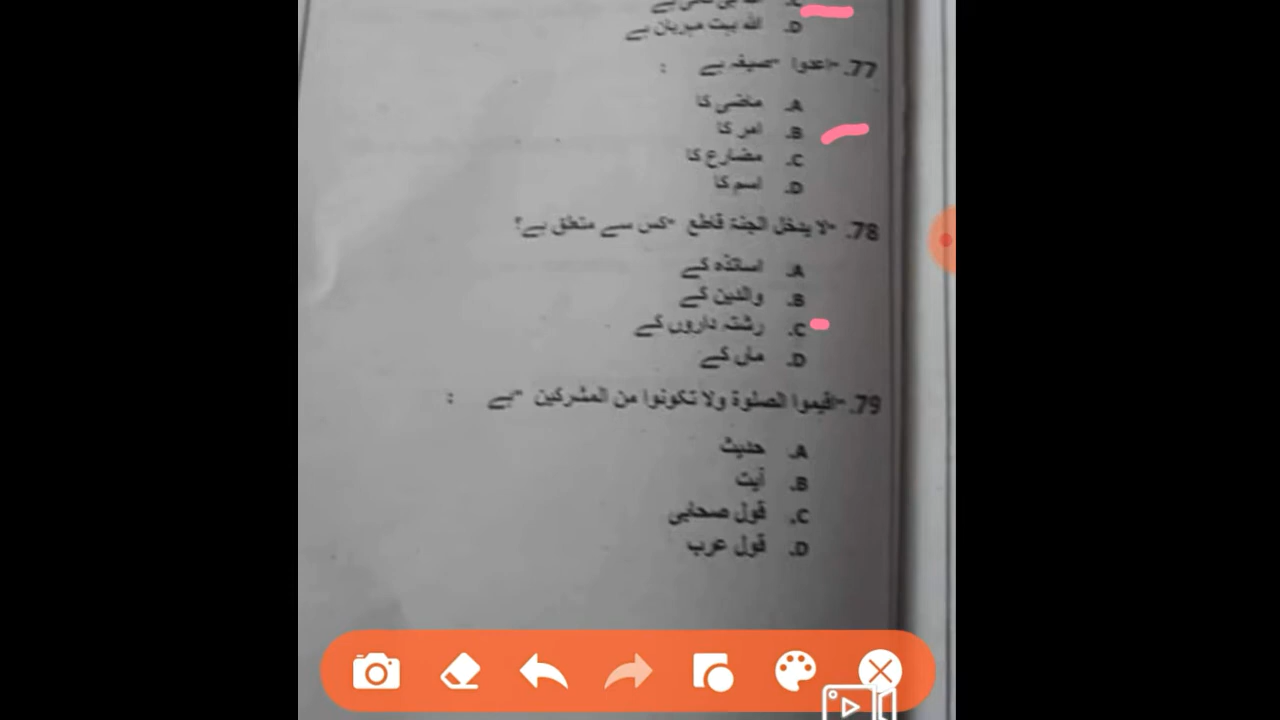 D. اللہ بہت مہربان ہے
77. "اعدوا "صیغہ ہے :
A. ماضی کا
B. امر کا
C. مضارع کا
D. اسم کا
78. "لا یدخل الجنۃ قاطع "کس سے متعلق ہے؟
A. اساتذہ کے
B. والدین کے
C. رشتہ داروں کے
D. ماں کے
79. "اقیموا الصلوۃ ولا تکونوا من المشرکین "ہے :
A. حدیث
B. آیت
C. قول صحابی
D. قول عرب